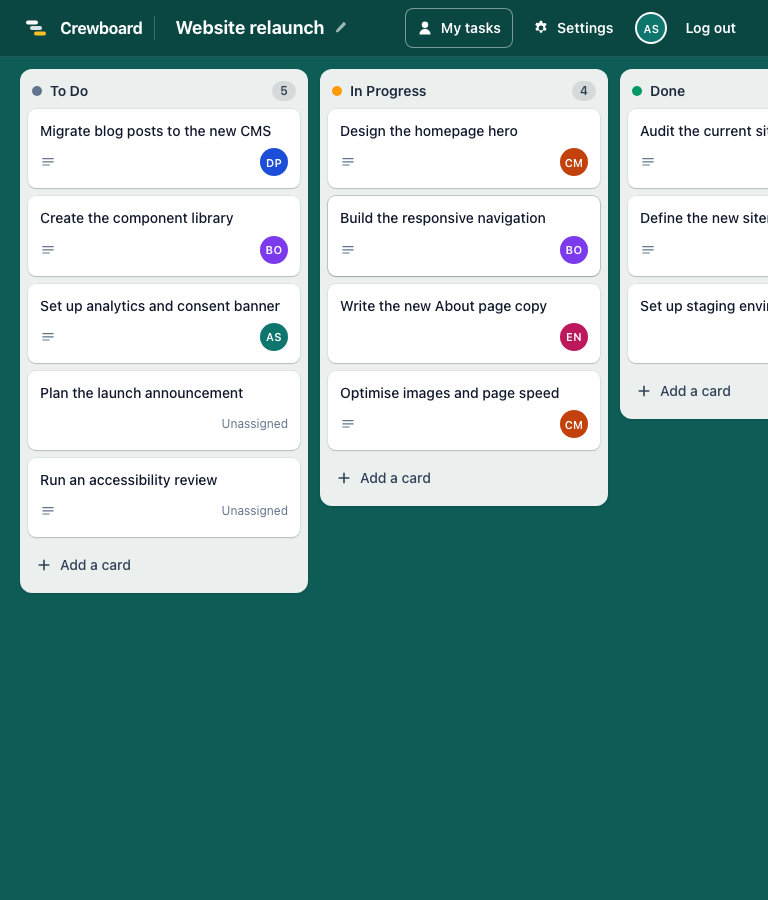 Crewboard
Website relaunch
My tasks
Settings
AS
Log out
To Do
5
Migrate blog posts to the new CMS
DP
Create the component library
BO
Set up analytics and consent banner
AS
Plan the launch announcement
Unassigned
Run an accessibility review
Unassigned
Add a card
In Progress
4
Design the homepage hero
CM
Build the responsive navigation
BO
Write the new About page copy
EN
Optimise images and page speed
CM
Add a card
Done
Audit the current
Define the new
Set up staging
Add a card